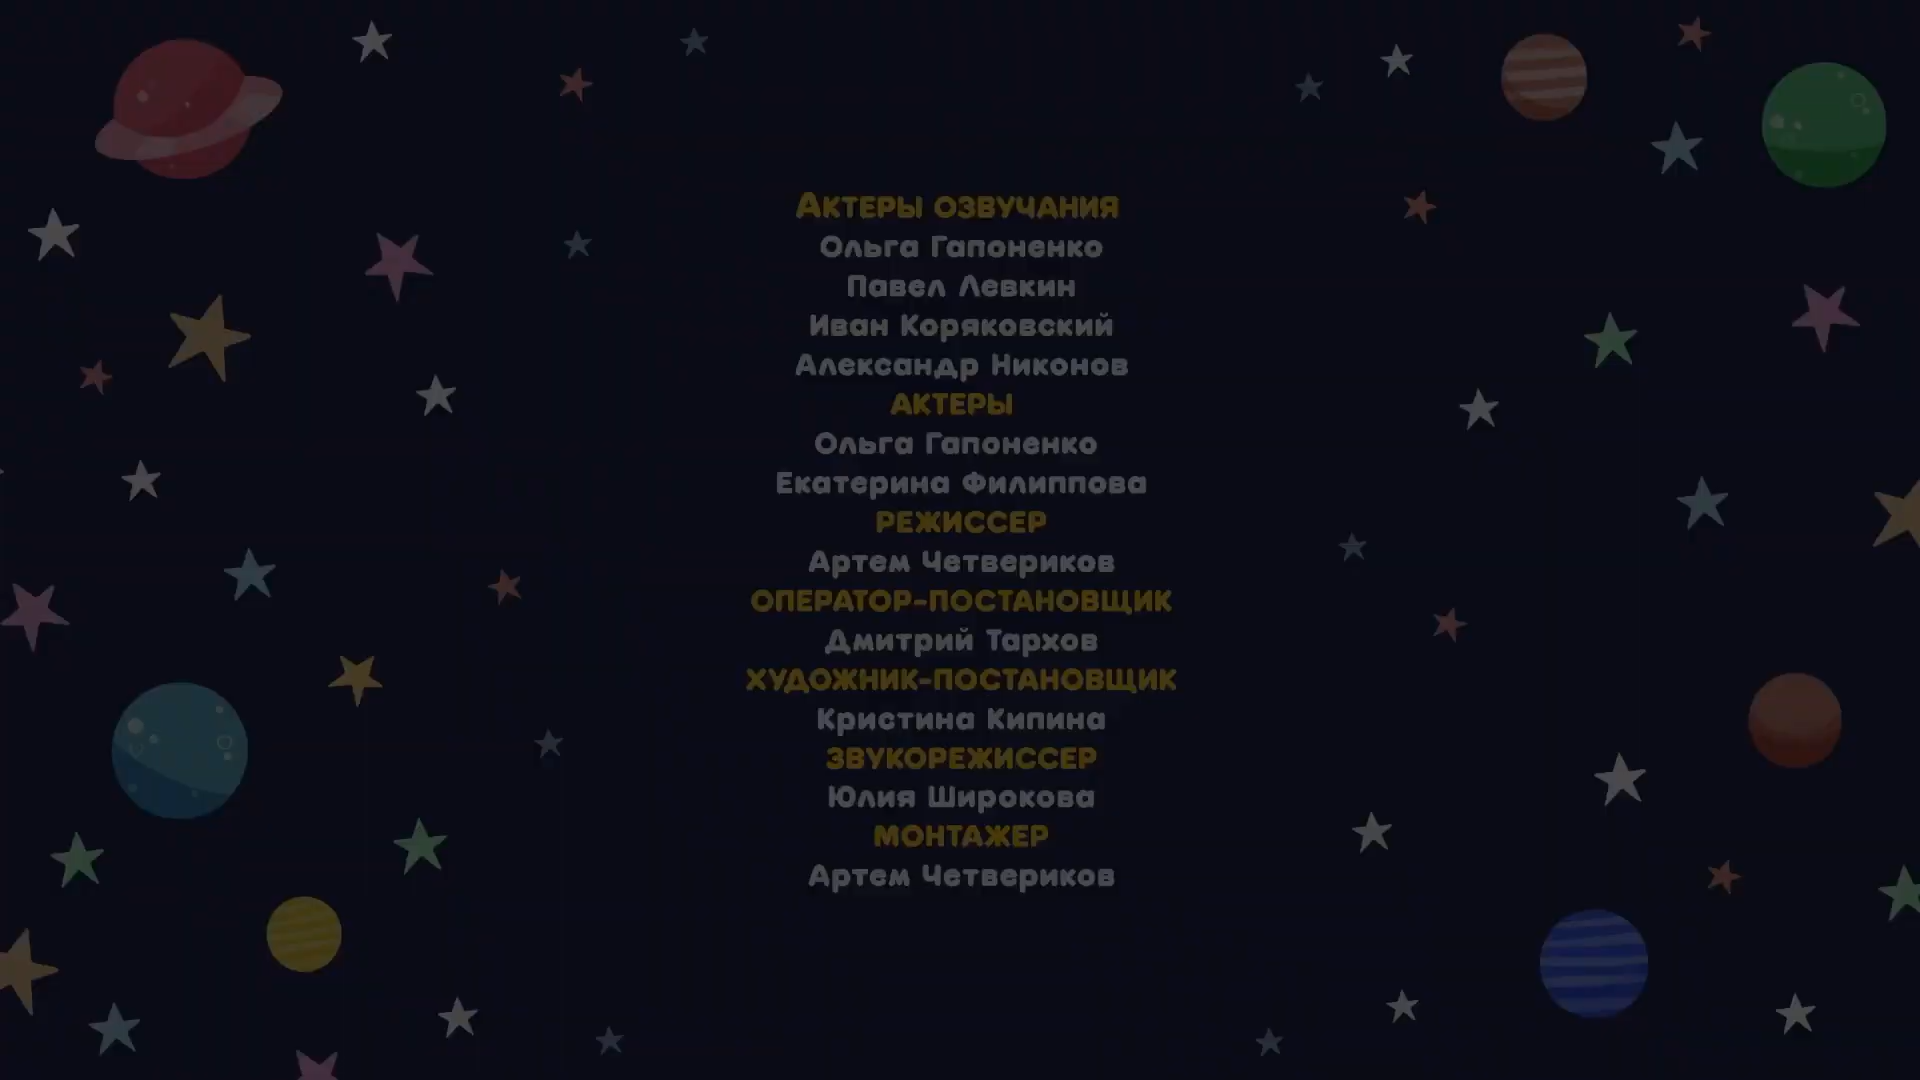 Актеры озвучания
Ольга Гапоненко
Павел Левкин
Иван Коряковский
Александр Никонов
АКТЕРЫ
Ольга Гапоненко
Екатерина Филиппова
РЕЖИССЕР
Артем Четвериков
ОПЕРАТОР-ПОСТАНОВЩИК
Дмитрий Тархов
ХУДОЖНИК-ПОСТАНОВЩИК
Кристина Кипина
ЗВУКОРЕЖИССЕР
Юлия Широкова
МОНТАЖЕР
Артем Четвериков